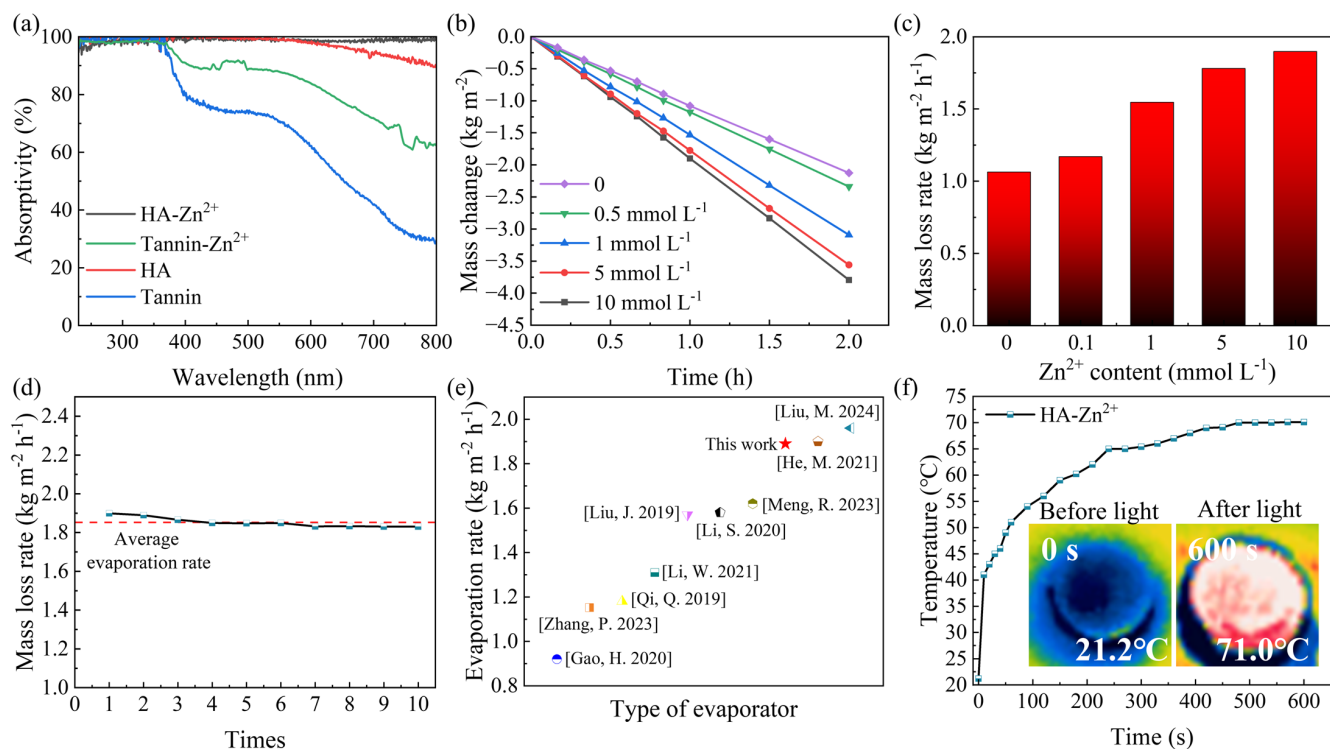 (a)
100
80
60
40
20
0
Absorptivity (%)
HA-Zn²⁺
Tannin-Zn²⁺
HA
Tannin
300 400 500 600 700 800
Wavelength (nm)
(b)
0.0
−0.5
−1.0
−1.5
−2.0
−2.5
−3.0
−3.5
−4.0
−4.5
Mass chaange (kg m⁻²)
0
0.5 mmol L⁻¹
1 mmol L⁻¹
5 mmol L⁻¹
10 mmol L⁻¹
0.0 0.5 1.0 1.5 2.0
Time (h)
(c)
2.0
1.5
1.0
0.5
0.0
Mass loss rate (kg m⁻² h⁻¹)
0 0.1 1 5 10
Zn²⁺ content (mmol L⁻¹)
(d)
2.4
2.2
2.0
1.8
1.6
1.4
1.2
1.0
Mass loss rate (kg m⁻² h⁻¹)
Average
evaporation rate
1 2 3 4 5 6 7 8 9 10
Times
(e)
2.0
1.8
1.6
1.4
1.2
1.0
0.8
Evaporation rate (kg m⁻² h⁻¹)
[Liu, M. 2024]
This work
[He, M. 2021]
[Meng, R. 2023]
[Liu, J. 2019]
[Li, S. 2020]
[Li, W. 2021]
[Qi, Q. 2019]
[Zhang, P. 2023]
[Gao, H. 2020]
Type of evaporator
(f)
75
70
65
60
55
50
45
40
35
30
25
20
Temperature (°C)
HA-Zn²⁺
Before light
After light
0 s
600 s
21.2°C
71.0°C
0 100 200 300 400 500 600
Time (s)